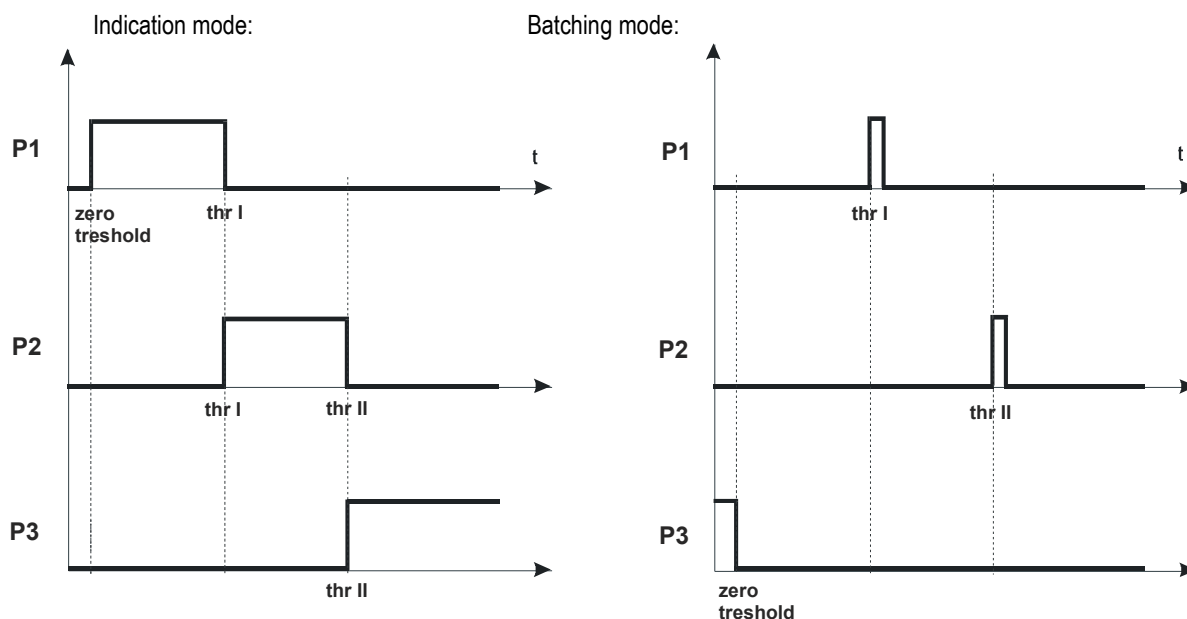 Indication mode:
Batching mode:
P1
t
zero
treshold
thr I
P2
thr I
thr II
P3
thr II
P1
t
thr I
P2
thr II
P3
zero
treshold